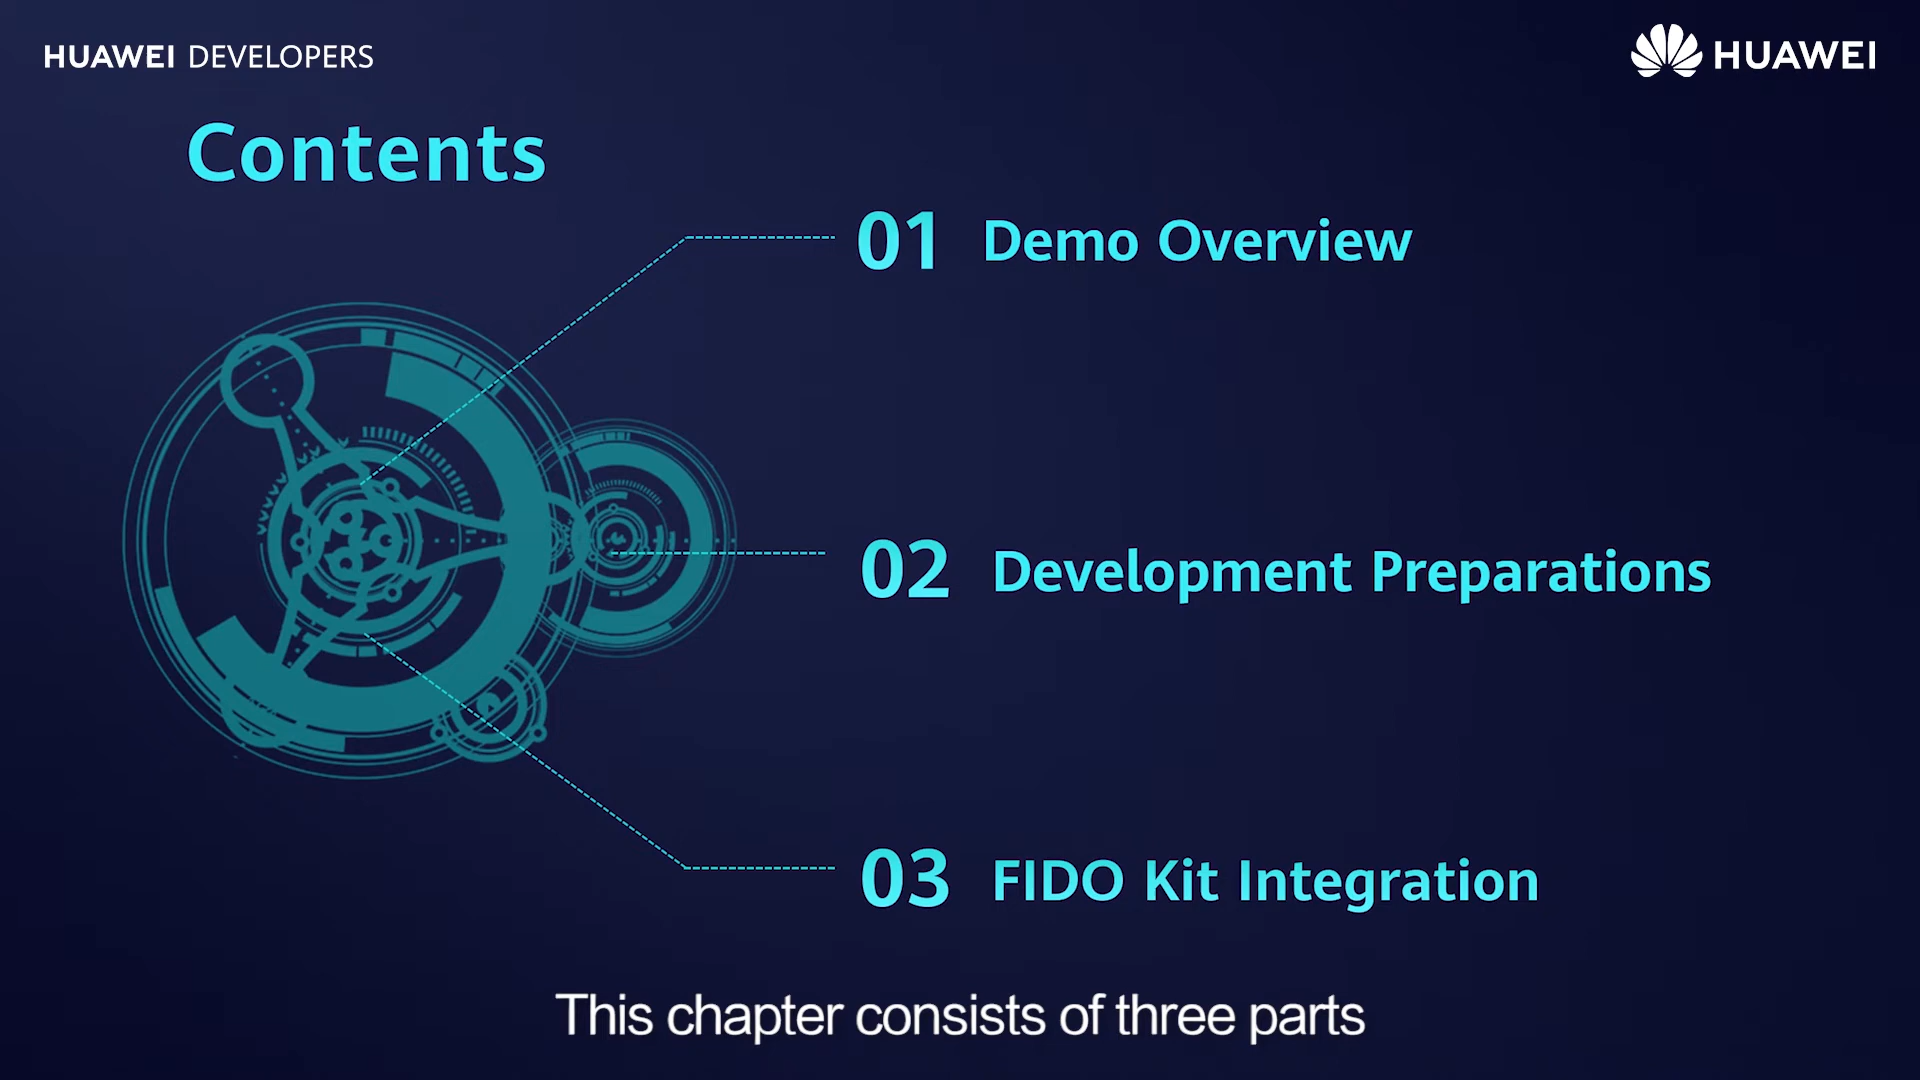 HUAWEI DEVELOPERS
HUAWEI
Contents
01 Demo Overview
02 Development Preparations
03 FIDO Kit Integration
This chapter consists of three parts